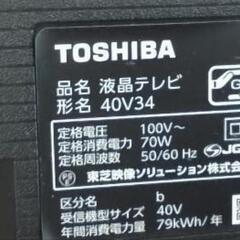 TOSHIBA
品名 液晶テレビ
形名 40V34
定格電圧 100V~
定格消費電力 70W
定格周波数 50/60 Hz
東芝映像ソリューション株式会
区分名 b
受信機型サイズ 40V
年間消費電力量 79kWh/年